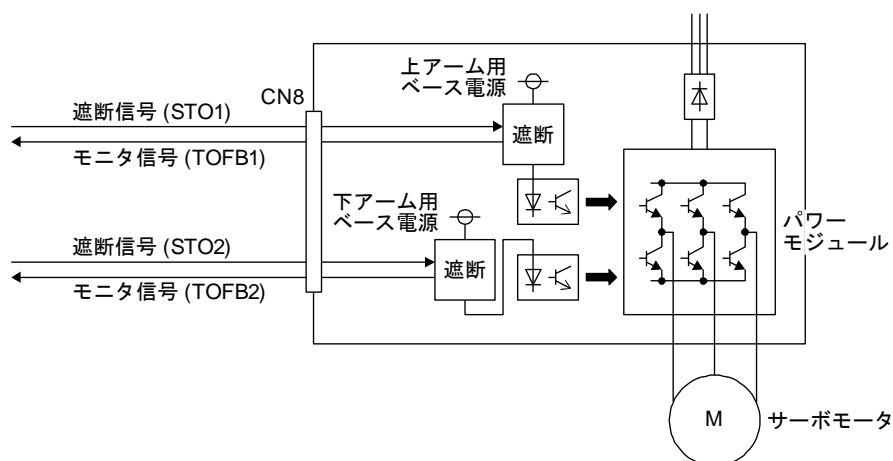 上アーム用
ベース電源
CN8
遮断信号 (STO1)
遮断
モニタ信号 (TOFB1)
下アーム用
ベース電源
パワー
モジュール
遮断信号 (STO2)
遮断
モニタ信号 (TOFB2)
M
サーボモータ